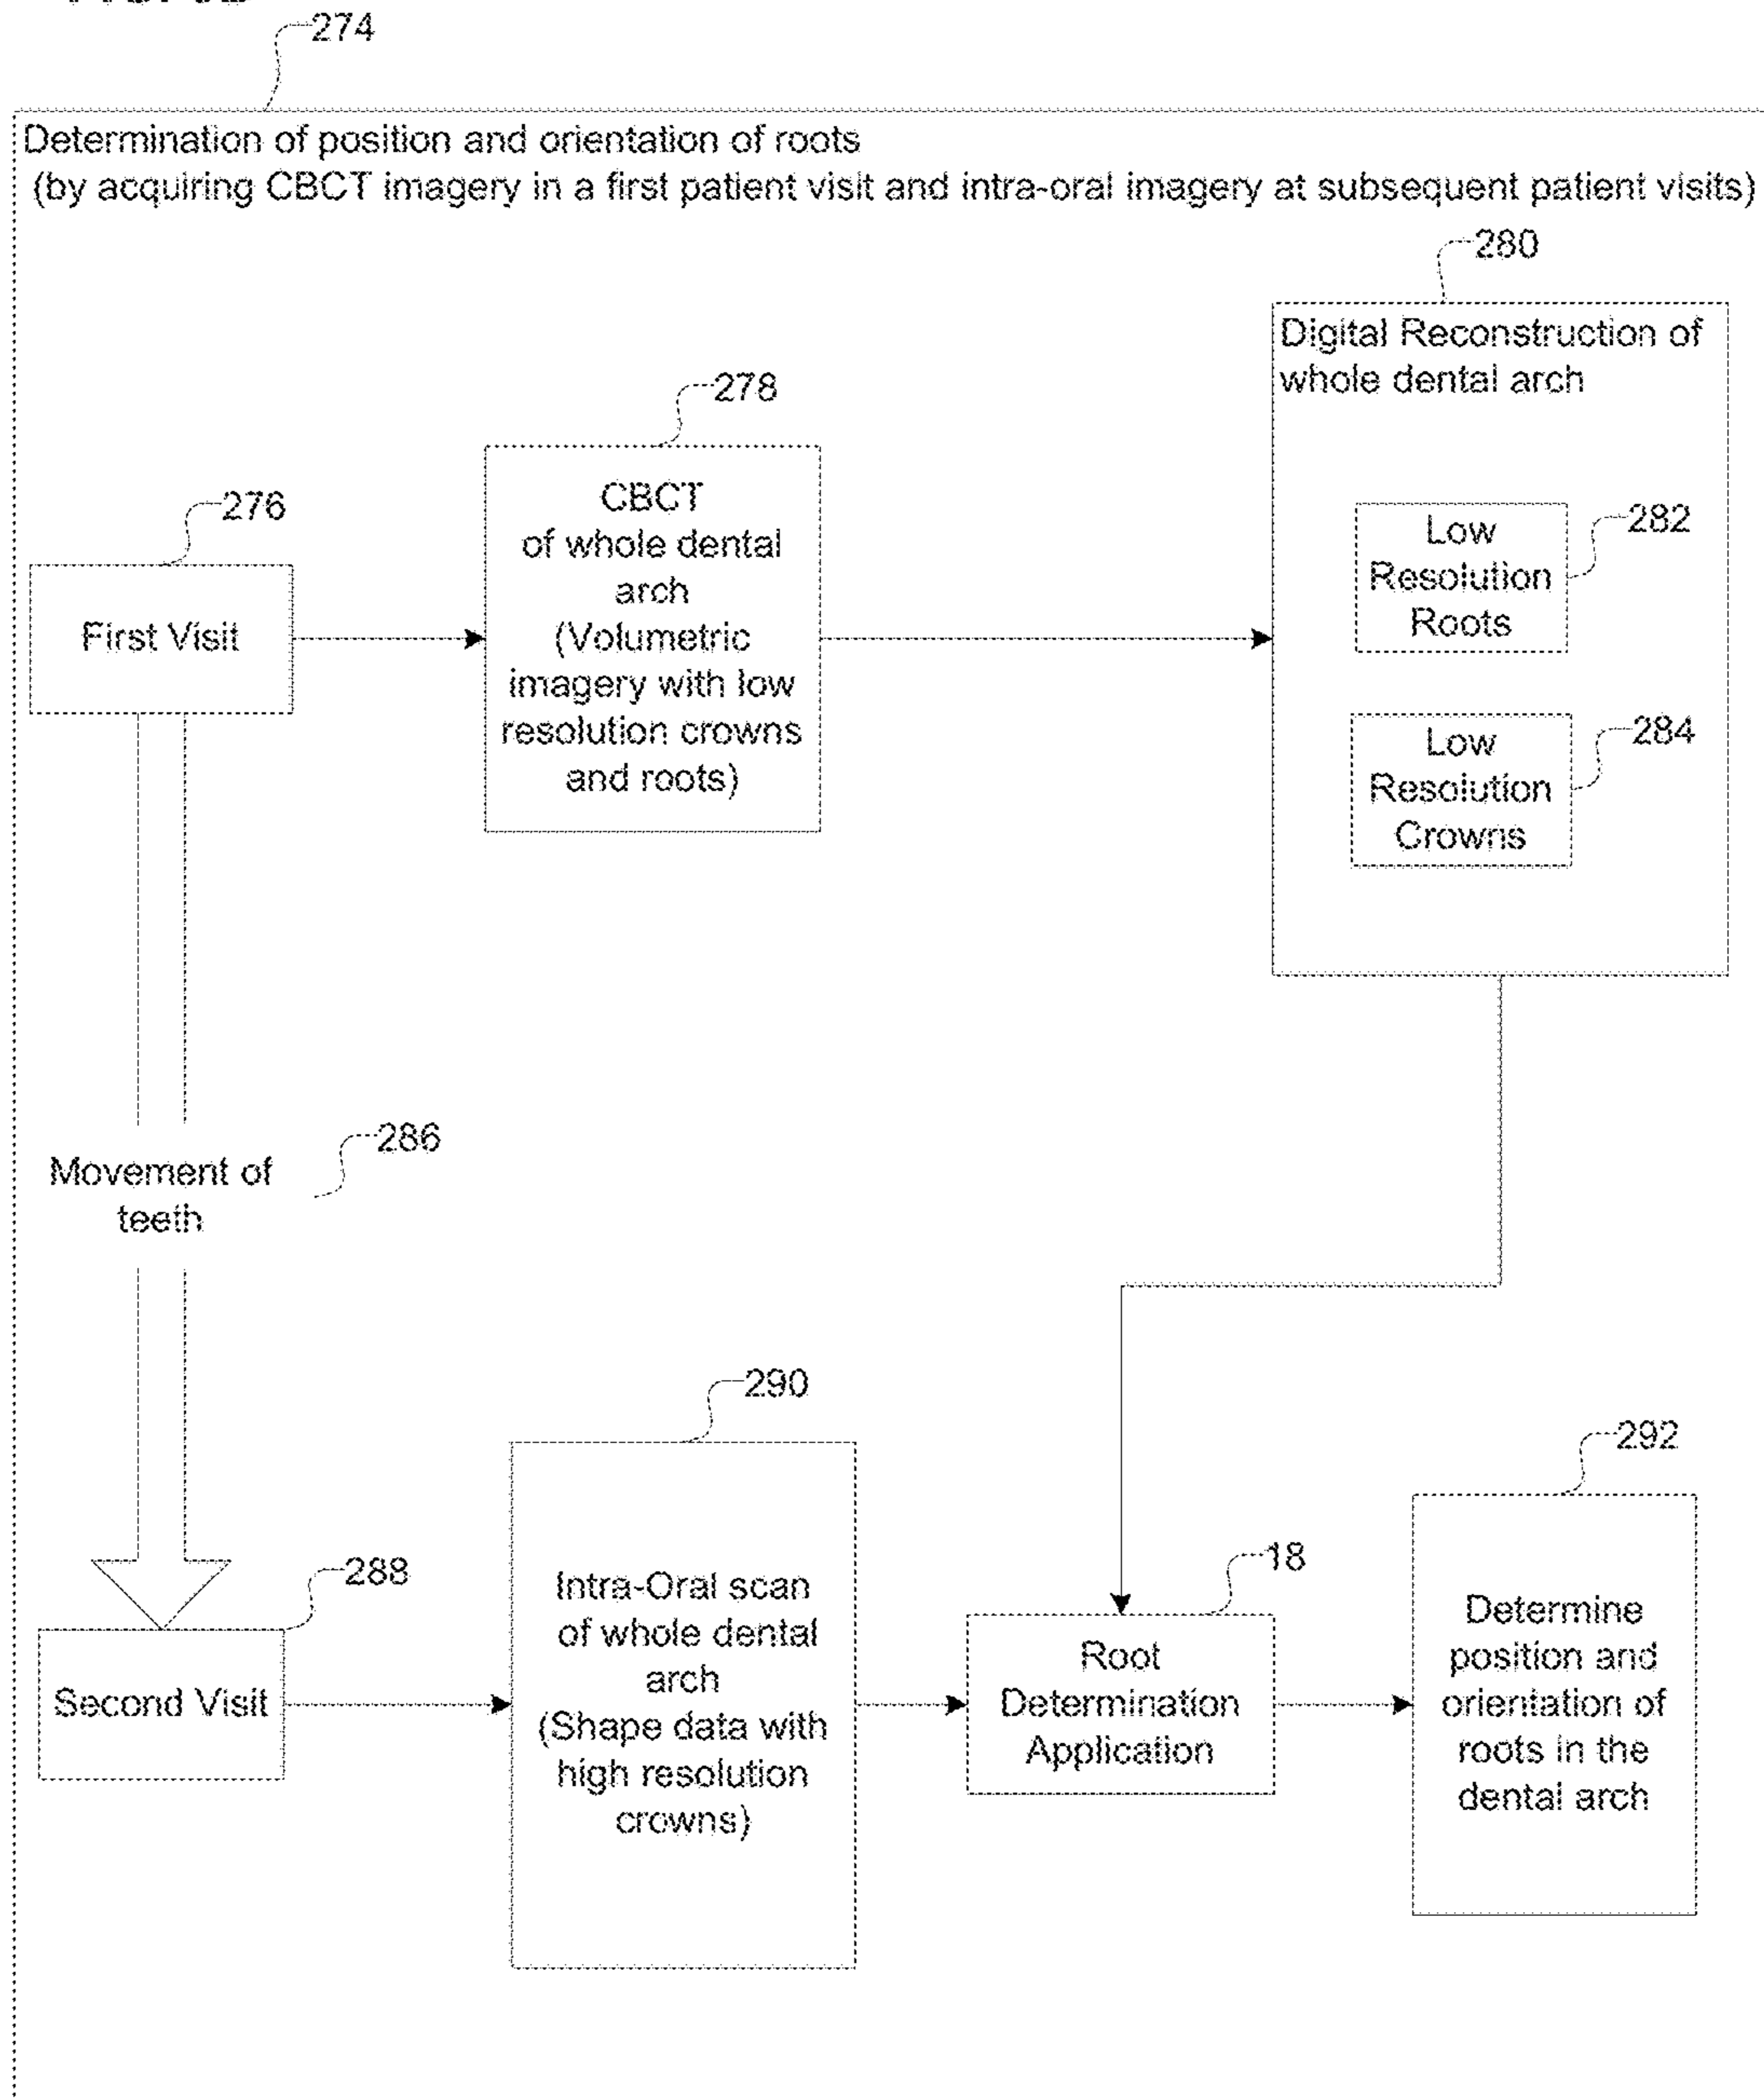 274
Determination of position and orientation of roots
(by acquiring CBCT imagery in a first patient visit and intra-oral imagery at subsequent patient visits)
280
Digital Reconstruction of
whole dental arch
278
CBCT
of whole dental
arch
(Volumetric
imagery with low
resolution crowns
and roots)
276
First Visit
282
Low
Resolution
Roots
284
Low
Resolution
Crowns
286
Movement of
teeth
288
Second Visit
290
Intra-Oral scan
of whole dental
arch
(Shape data with
high resolution
crowns)
18
Root
Determination
Application
292
Determine
position and
orientation of
roots in the
dental arch